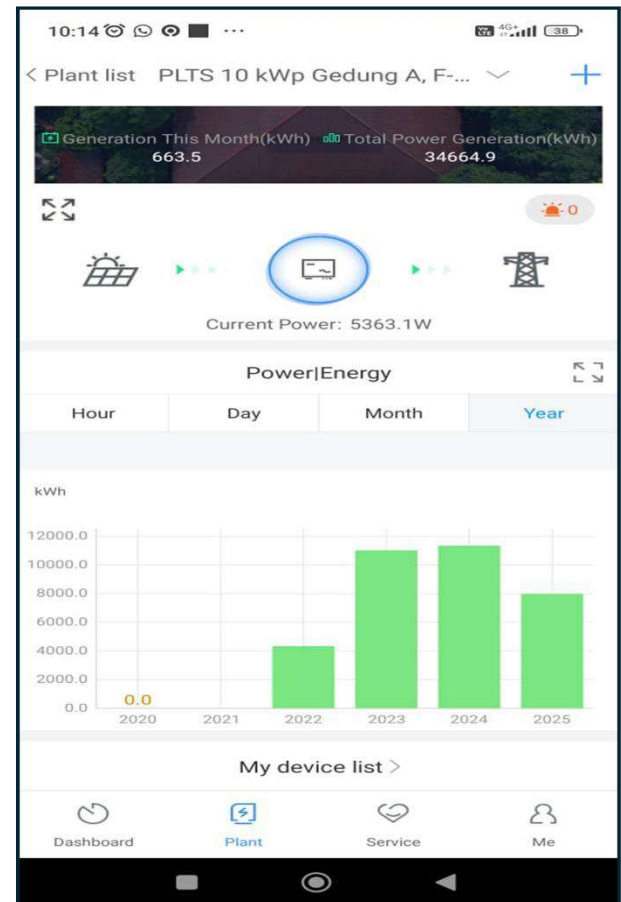 10:14 ... Vo LTE 4G+ 38
< Plant list PLTS 10 kWp Gedung A, F-... +
Generation This Month(kWh) Total Power Generation(kWh)
663.5 34664.9
0
Current Power: 5363.1W
Power|Energy
Hour Day Month Year
kWh
12000.0
10000.0
8000.0
6000.0
4000.0
2000.0
0.0 0.0
2020 2021 2022 2023 2024 2025
My device list >
Dashboard Plant Service Me